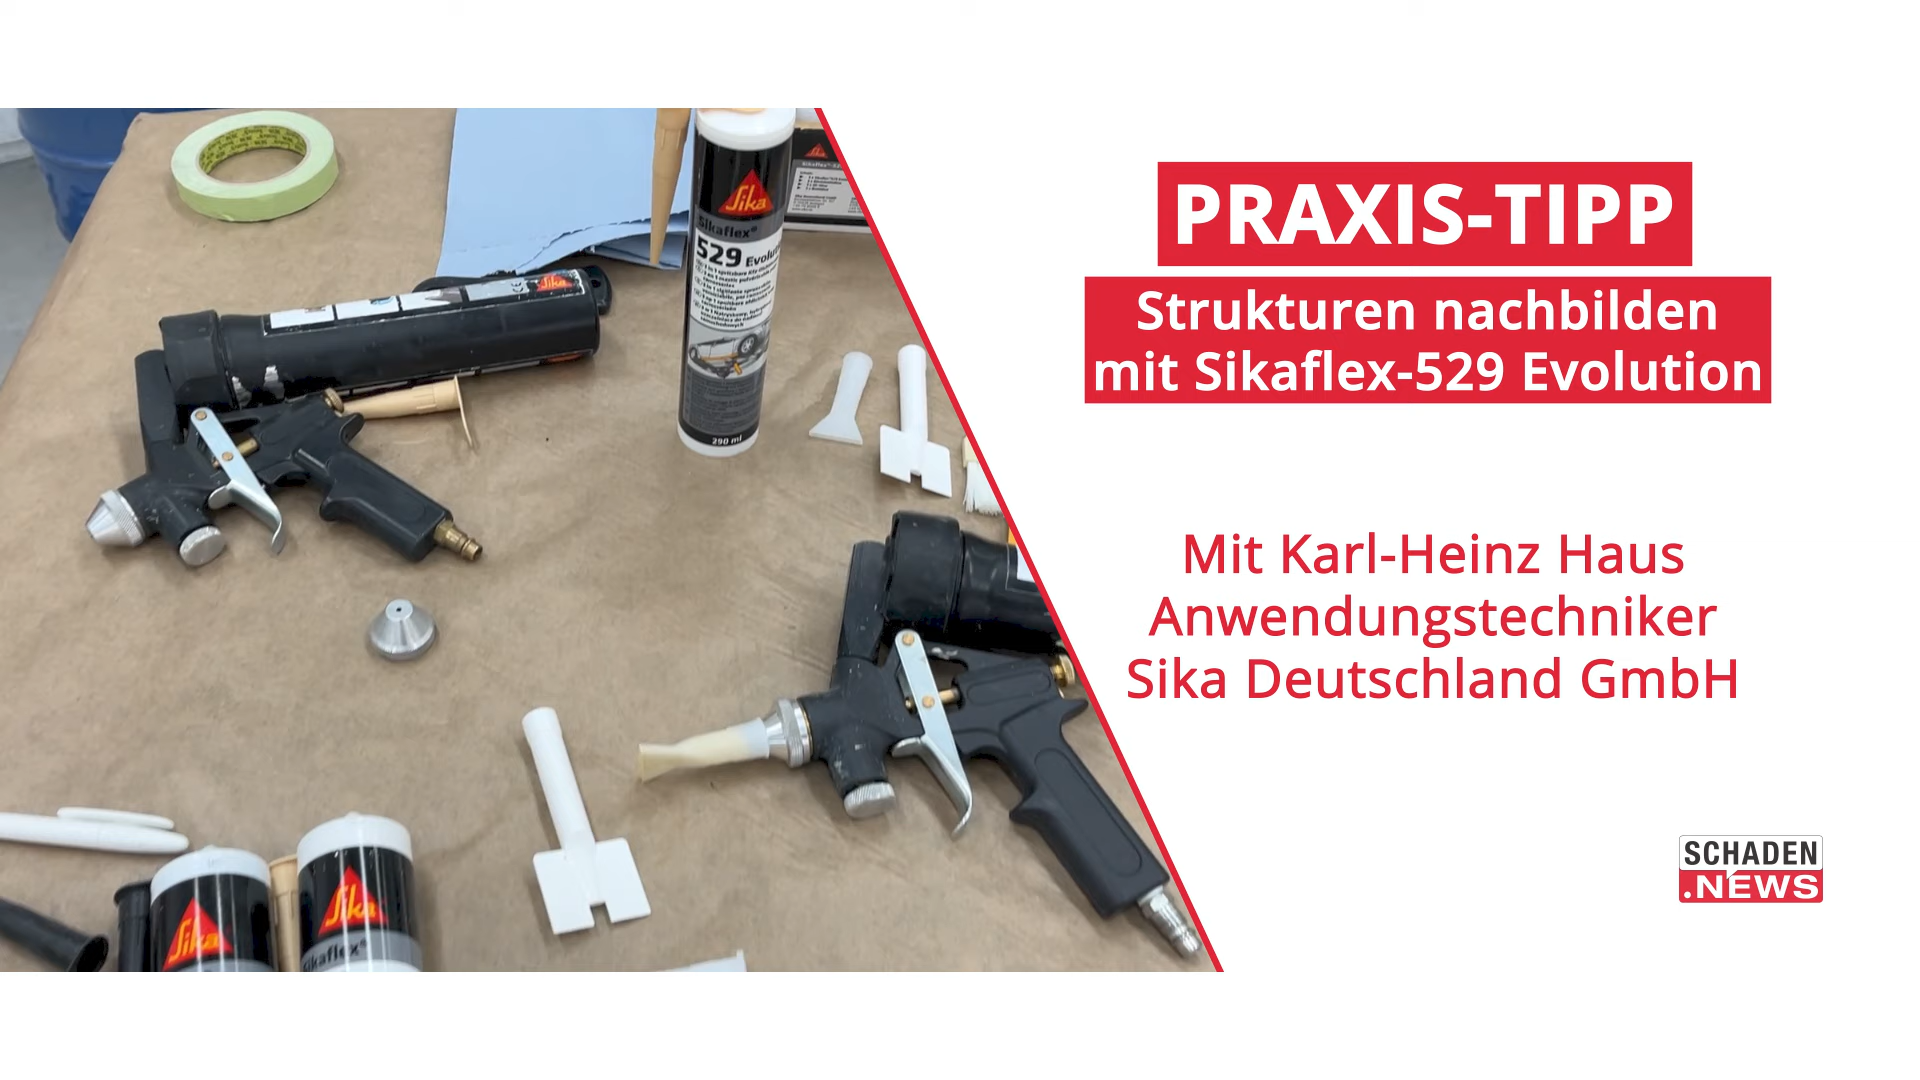 PRAXIS-TIPP
Strukturen nachbilden
mit Sikaflex-529 Evolution
Mit Karl-Heinz Haus
Anwendungstechniker
Sika Deutschland GmbH
SCHADEN
.NEWS
Sika
Sika
Sikaflex®
529
290 ml
Sika
Sika
Sikaflex®